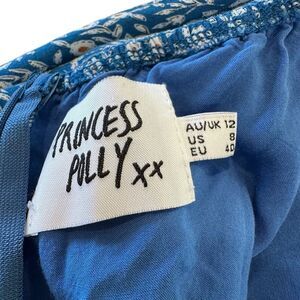 PRINCESS
POLLY xx
AU/UK 12
US 8
EU 40